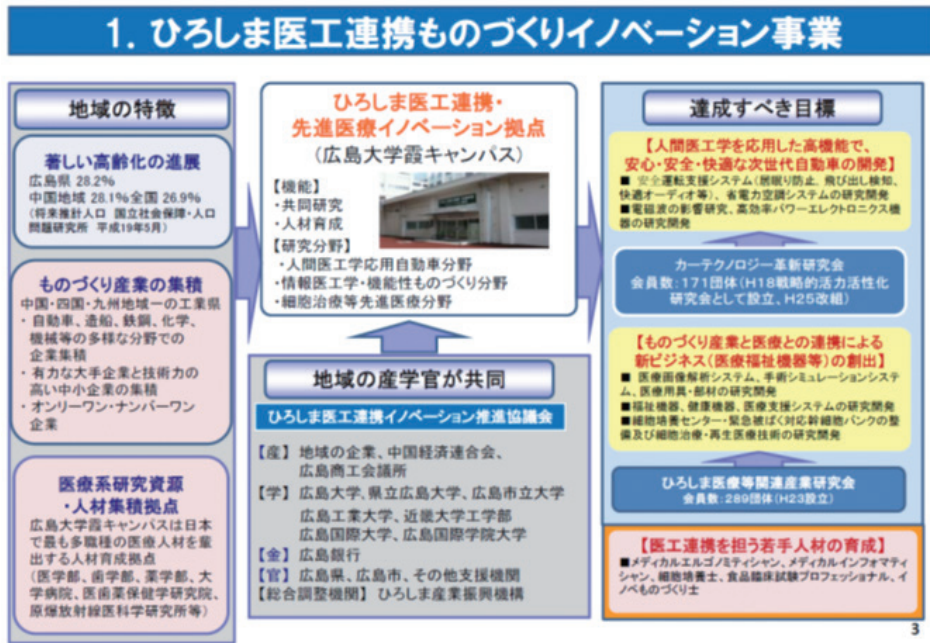 1. ひろしま医工連携ものづくりイノベーション事業
地域の特徴
著しい高齢化の進展
広島県 28.2%
中国地域 28.1%全国 26.9%
(将来推計人口 国立社会保障・人口
問題研究所 平成19年5月)
ものづくり産業の集積
中国・四国・九州地域一の工業県
・ 自動車、造船、鉄鋼、化学、
機械等の多様な分野での
企業集積
・ 有力な大手企業と技術力の
高い中小企業の集積
・ オンリーワン・ナンバーワン
企業
医療系研究資源
・人材集積拠点
広島大学霞キャンパスは日本
で最も多職種の医療人材を輩
出する人材育成拠点
(医学部、歯学部、薬学部、大
学病院、医歯薬保健学研究院、
原爆放射線医科学研究所等)
ひろしま医工連携・
先進医療イノベーション拠点
(広島大学霞キャンパス)
【機能】
・共同研究
・人材育成
【研究分野】
・人間医工学応用自動車分野
・情報医工学・機能性ものづくり分野
・細胞治療等先進医療分野
地域の産学官が共同
ひろしま医工連携イノベーション推進協議会
【産】 地域の企業、中国経済連合会、
広島商工会議所
【学】 広島大学、県立広島大学、広島市立大学
広島工業大学、近畿大学工学部
広島国際大学、広島国際学院大学
【金】 広島銀行
【官】 広島県、広島市、その他支援機関
【総合調整機関】 ひろしま産業振興機構
達成すべき目標
【人間医工学を応用した高機能で、
安心・安全・快適な次世代自動車の開発】
■ 安全運転支援システム(居眠り防止、飛び出し検知、
快適オーディオ等)、省電力空調システムの研究開発
■電磁波の影響研究、高効率パワーエレクトロニクス機
器の研究開発
カーテクノロジー革新研究会
会員数:171団体(H18戦略的活力活性化
研究会として設立、H25改組)
【ものづくり産業と医療との連携による
新ビジネス(医療福祉機器等)の創出】
■ 医療画像解析システム、手術シミュレーションシステ
ム、医療用具・部材の研究開発
■福祉機器、健康機器、医療支援システムの研究開発
■細胞培養センター・緊急被ばく対応幹細胞バンクの整
備及び細胞治療・再生医療技術の研究開発
ひろしま医療関連産業研究会
会員数:289団体(H23設立)
【医工連携を担う若手人材の育成】
■メディカルエルゴノミティシャン、メディカルインフォマティ
シャン、細胞培養士、食品臨床試験プロフェッショナル、イ
ノベものづくり士
3